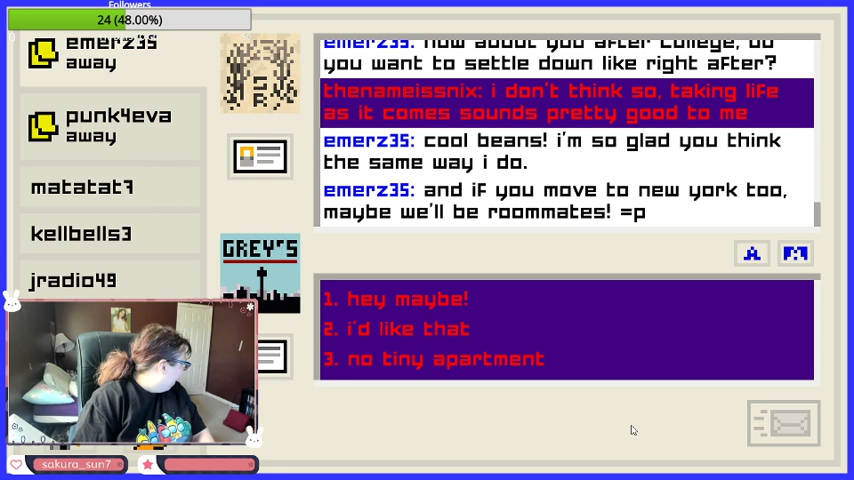 Followers
24 (48.00%)
emerz35
away
punk4eva
away
matatat7
kellbells3
jradio49
GREY'S
emerz35: how about you after college, do
you want to settle down like right after?
thenameissnix: i don't think so, taking life
as it comes sounds pretty good to me
emerz35: cool beans! i'm so glad you think
the same way i do.
emerz35: and if you move to new york too,
maybe we'll be roommates! =p
A
1. hey maybe!
2. i'd like that
3. no tiny apartment
sakura_sun7